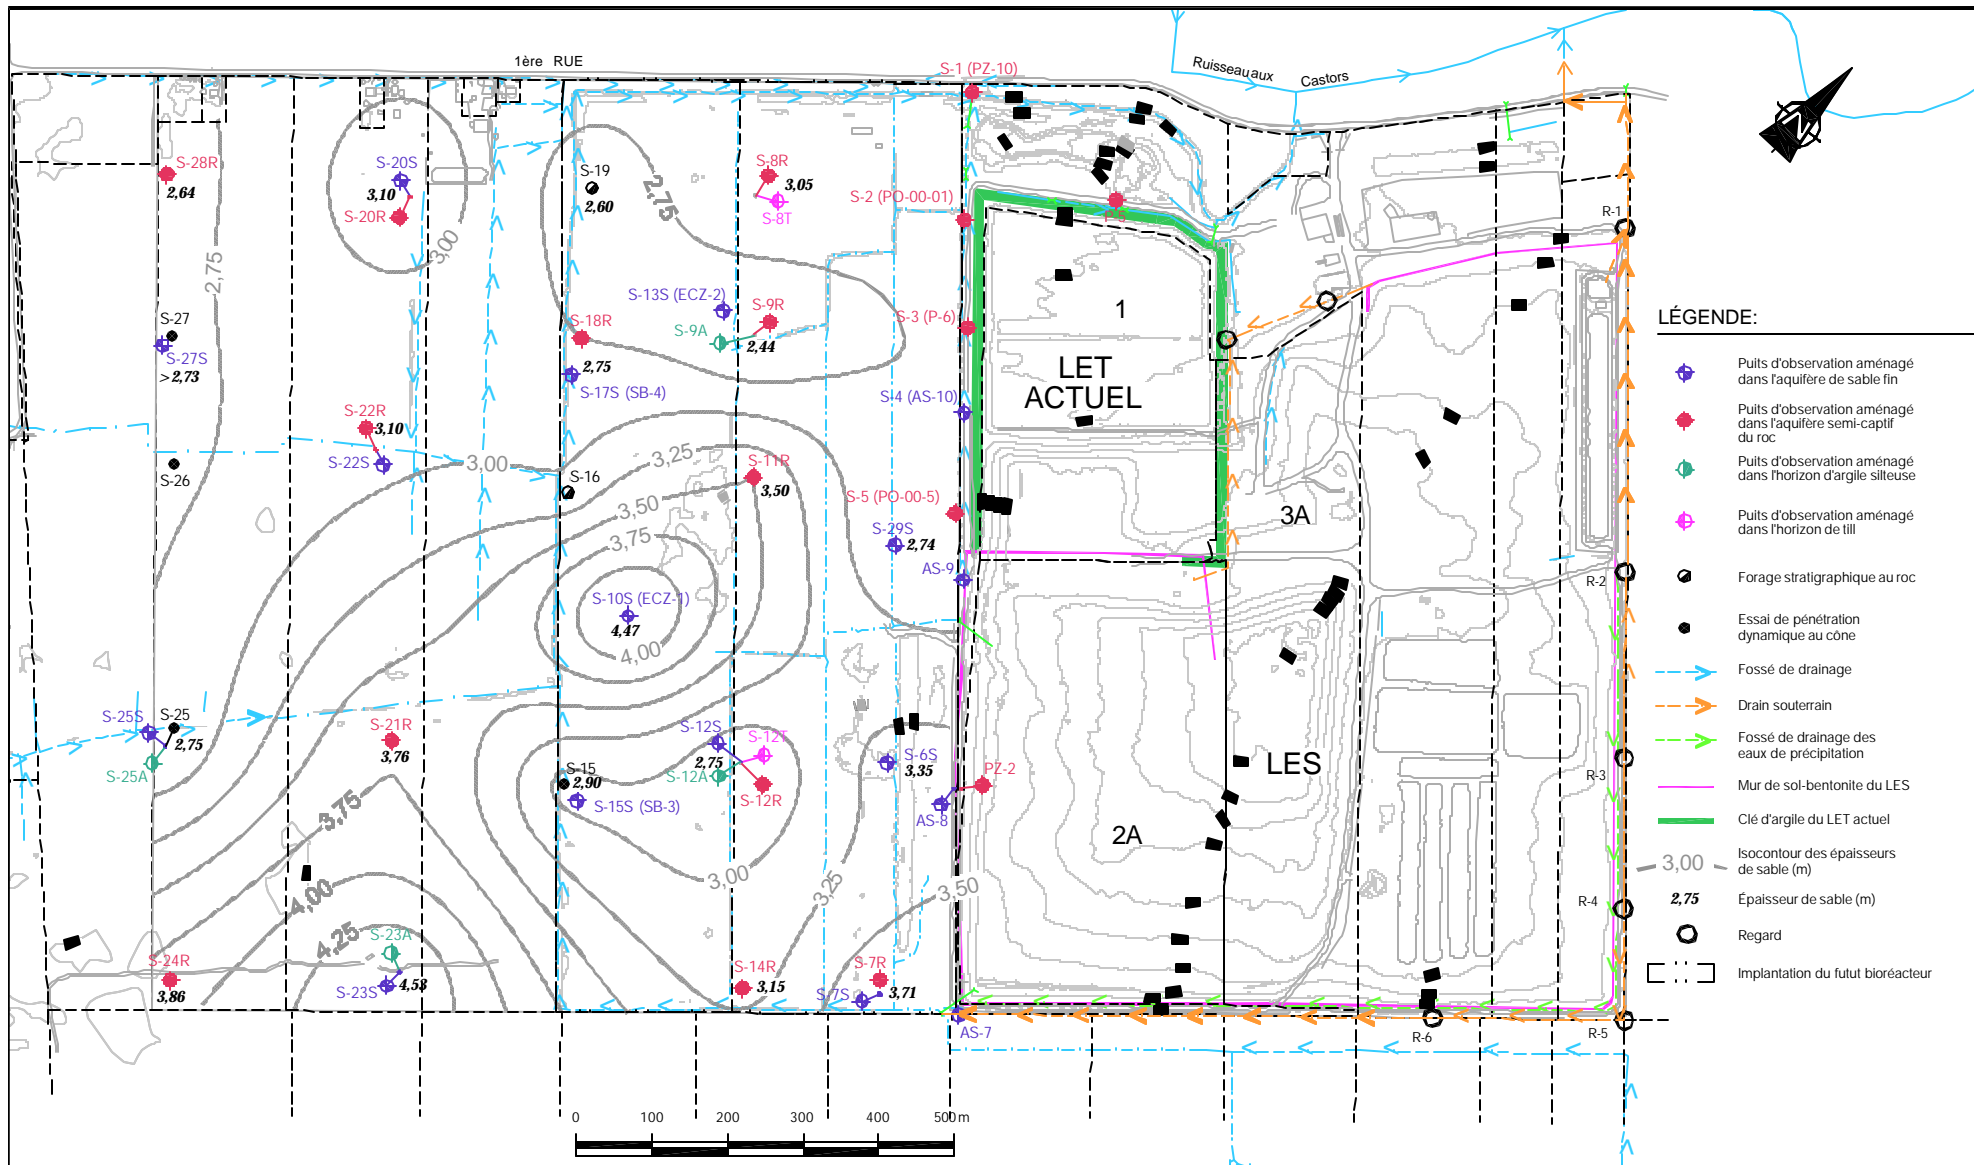 1ère RUE
S-1 (PZ-10)
Ruisseau aux
Castors
S-28R
2,64
S-20S
3,10
S-20R
3,00
S-19
2,60
2,75
S-8R
3,05
S-8T
S-2 (PO-00-01)
P-5
R-1
2,75
S-27
S-27S
>2,73
S-13S (ECZ-2)
S-9R
S-9A
2,44
S-18R
2,75
S-17S (SB-4)
S-3 (P-6)
1
LET
ACTUEL
S-4 (AS-10)
S-22R
3,10
S-22S
S-26
3,00
S-16
3,25
3,50
3,75
S-11R
3,50
S-5 (PO-00-5)
S-29S
2,74
AS-9
3A
R-2
S-10S (ECZ-1)
4,47
4,00
S-25S
S-25
2,75
S-25A
S-21R
3,76
S-15
2,90
S-15S (SB-3)
S-12S
2,75
S-12T
S-12A
S-12R
S-6S
3,35
PZ-2
AS-8
LES
2A
R-3
3,75
4,00
4,25
3,00
3,25
3,50
R-4
S-24R
3,86
S-23A
S-23S
4,53
S-14R
3,15
S-7R
3,71
S-7S
AS-7
R-6
R-5
0 100 200 300 400 500 m
LÉGENDE:
Puits d'observation aménagé
dans l'aquifère de sable fin
Puits d'observation aménagé
dans l'aquifère semi-captif
du roc
Puits d'observation aménagé
dans l'horizon d'argile silteuse
Puits d'observation aménagé
dans l'horizon de till
Forage stratigraphique au roc
Essai de pénétration
dynamique au cône
Fossé de drainage
Drain souterrain
Fossé de drainage des
eaux de précipitation
Mur de sol-bentonite du LES
Clé d'argile du LET actuel
3,00
Isocontour des épaisseurs
de sable (m)
2,75
Épaisseur de sable (m)
Regard
Implantation du futut bioréacteur